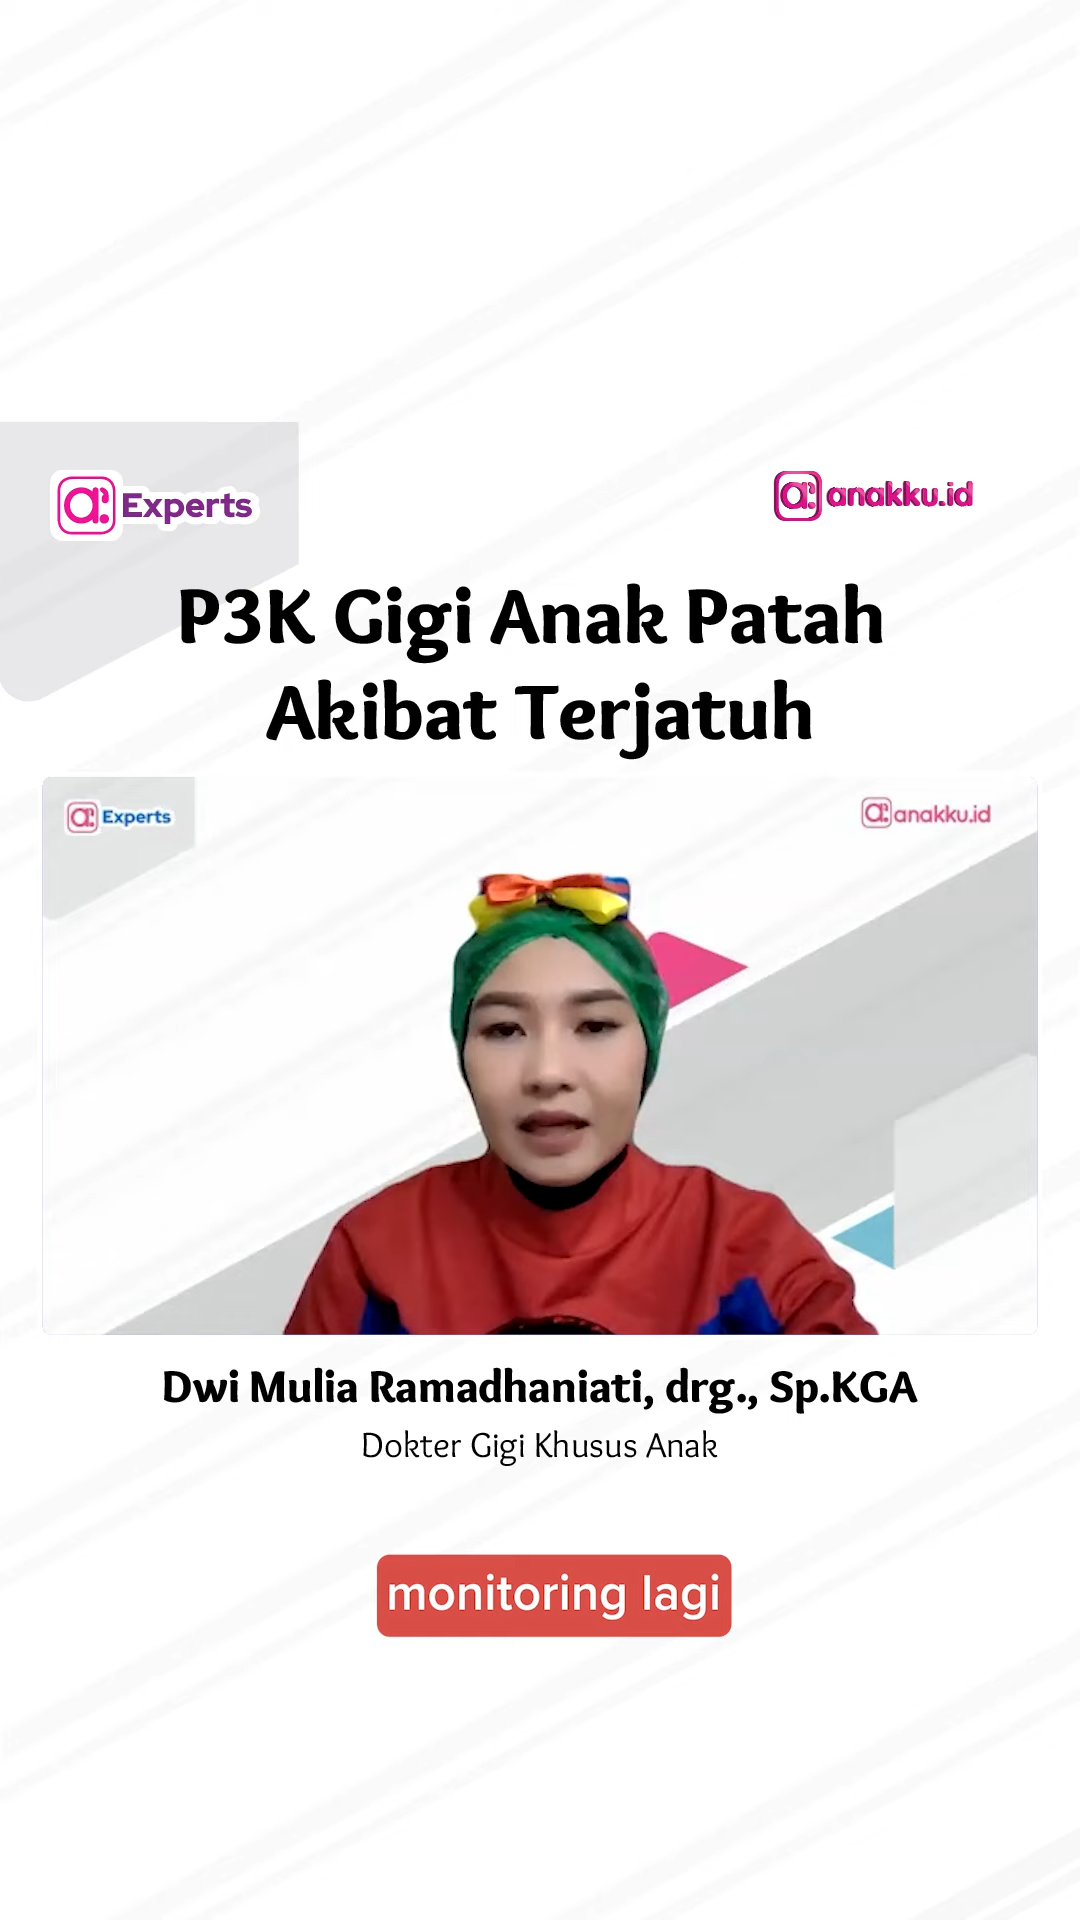 Experts
anakku.id
P3K Gigi Anak Patah
Akibat Terjatuh
Experts
anakku.id
Dwi Mulia Ramadhaniati, drg., Sp.KGA
Dokter Gigi Khusus Anak
monitoring lagi